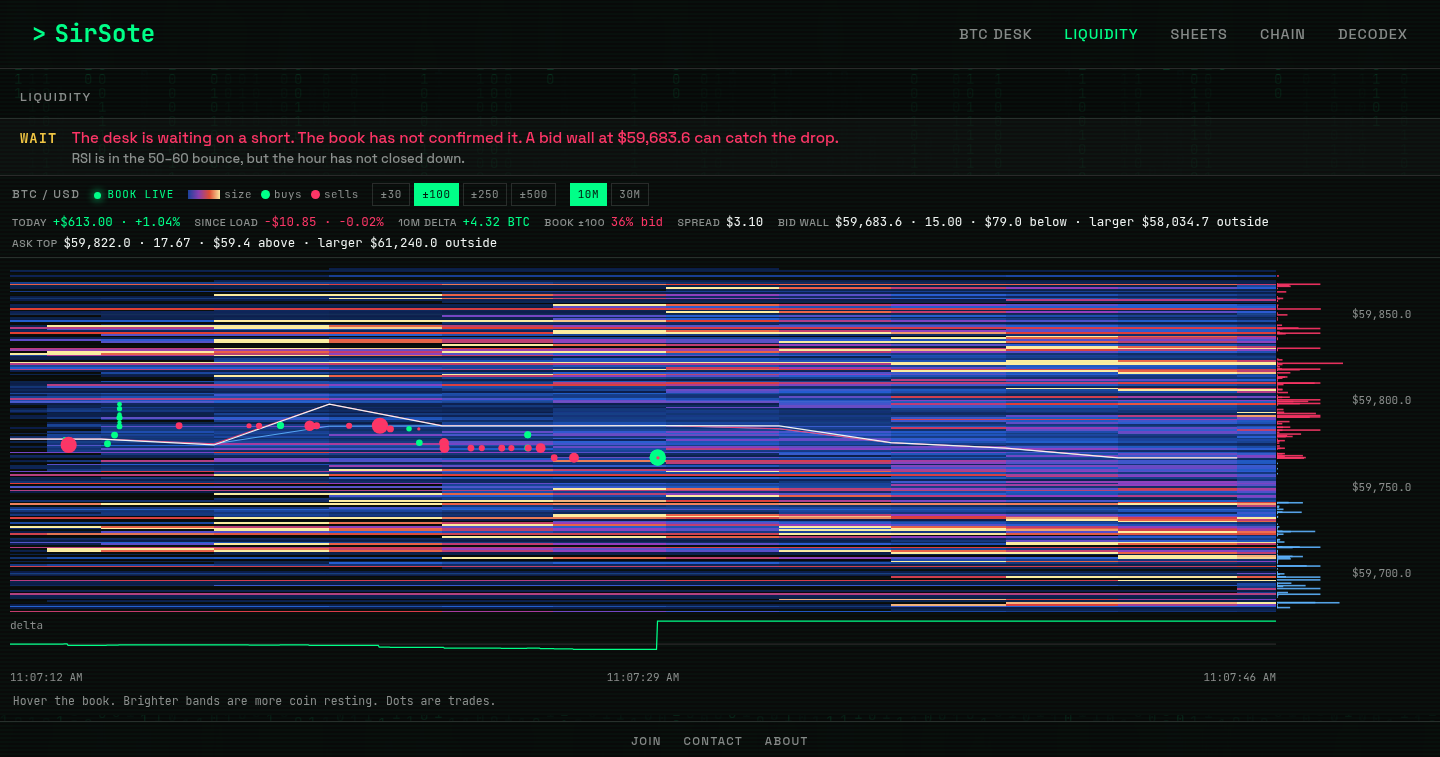 > SirSote
BTC DESK LIQUIDITY SHEETS CHAIN DECODEX
LIQUIDITY
WAIT The desk is waiting on a short. The book has not confirmed it. A bid wall at $59,683.6 can catch the drop.
RSI is in the 50–60 bounce, but the hour has not closed down.
BTC / USD BOOK LIVE size buys sells ±30 ±100 ±250 ±500 10M 30M
TODAY +$613.00 · +1.04% SINCE LOAD -$10.85 · -0.02% 10M DELTA +4.32 BTC BOOK ±100 36% bid SPREAD $3.10 BID WALL $59,683.6 · 15.00 · $79.0 below · larger $58,034.7 outside
ASK TOP $59,822.0 · 17.67 · $59.4 above · larger $61,240.0 outside
$59,850.0
$59,800.0
$59,750.0
$59,700.0
delta
11:07:12 AM 11:07:29 AM 11:07:46 AM
Hover the book. Brighter bands are more coin resting. Dots are trades.
JOIN CONTACT ABOUT